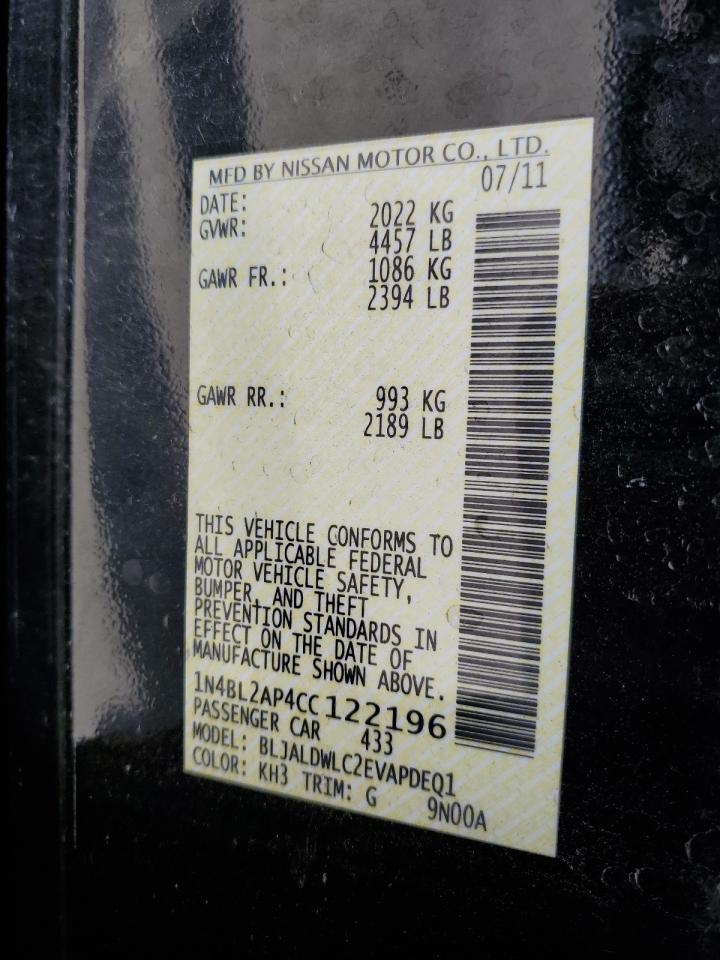 MFD BY NISSAN MOTOR CO., LTD.
DATE: 07/11
GVWR: 2022 KG
4457 LB
GAWR FR.: 1086 KG
2394 LB
GAWR RR.: 993 KG
2189 LB
THIS VEHICLE CONFORMS TO
ALL APPLICABLE FEDERAL
MOTOR VEHICLE SAFETY,
BUMPER, AND THEFT
PREVENTION STANDARDS IN
EFFECT ON THE DATE OF
MANUFACTURE SHOWN ABOVE.
1N4BL2AP4CC122196
PASSENGER CAR 433
MODEL: BLJALDWLC2EVAPDEQ1
COLOR: KH3 TRIM: G 9N00A